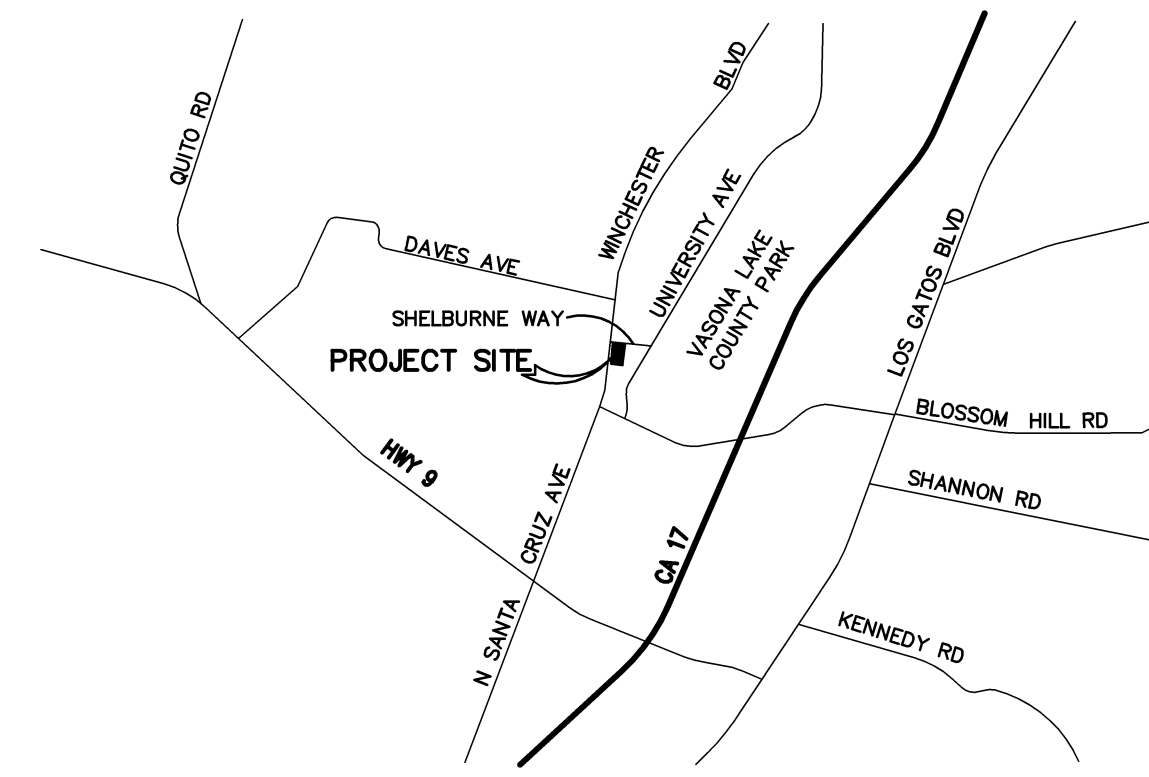 BLVD
QUITO RD
WINCHESTER
UNIVERSITY AVE
DAVES AVE
LOS GATOS BLVD
VASONA LAKE
COUNTY PARK
SHELBURNE WAY
PROJECT SITE
BLOSSOM HILL RD
HWY 9
SHANNON RD
CRUZ AVE
CA 17
N SANTA
KENNEDY RD